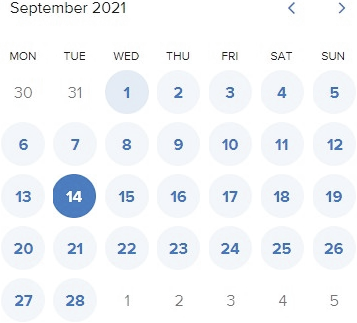 September 2021
MON TUE WED THU FRI SAT SUN
30 31 1 2 3 4 5
6 7 8 9 10 11 12
13 14 15 16 17 18 19
20 21 22 23 24 25 26
27 28 1 2 3 4 5